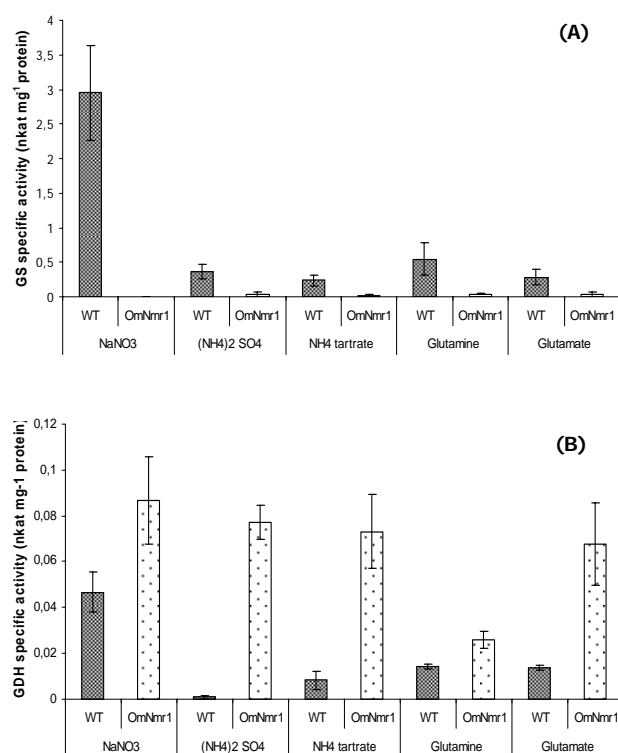 (A)
GS specific activity (nkat mg-1 protein)
4
3,5
3
2,5
2
1,5
1
0,5
0
WT OmNmr1 WT OmNmr1 WT OmNmr1 WT OmNmr1 WT OmNmr1
NaNO3 (NH4)2 SO4 NH4 tartrate Glutamine Glutamate
(B)
GDH specific activity (nkat mg-1 protein)
0,12
0,1
0,08
0,06
0,04
0,02
0
WT OmNmr1 WT OmNmr1 WT OmNmr1 WT OmNmr1 WT OmNmr1
NaNO3 (NH4)2 SO4 NH4 tartrate Glutamine Glutamate